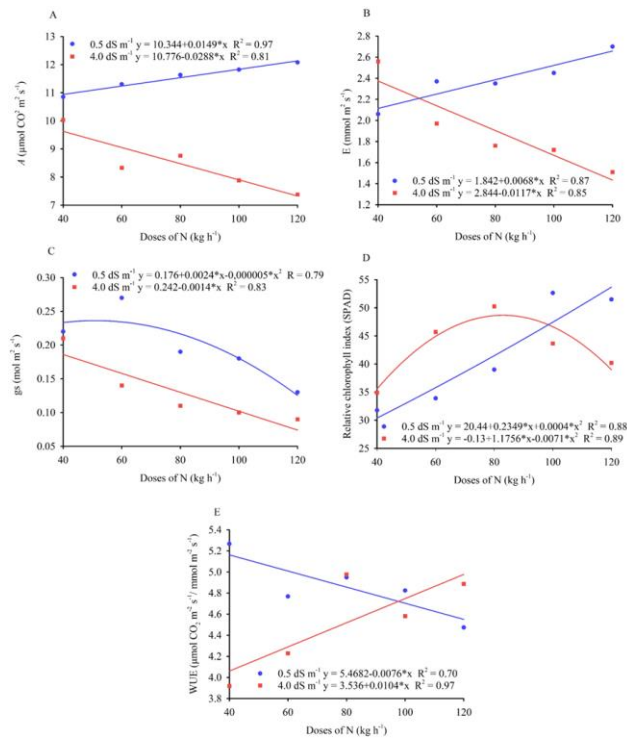 A
0.5 dS m⁻¹ y = 10.344+0.0149*x R² = 0.97
4.0 dS m⁻¹ y = 10.776-0.0288*x R² = 0.81
A (µmol CO² m² s⁻¹)
13
12
11
10
9
8
7
40 60 80 100 120
Doses of N (kg h⁻¹)
B
E (mmol m² s⁻¹)
3.0
2.8
2.6
2.4
2.2
2.0
1.8
1.6
1.4
1.2
0.5 dS m⁻¹ y = 1.842+0.0068*x R² = 0.87
4.0 dS m⁻¹ y = 2.844-0.0117*x R² = 0.85
40 60 80 100 120
Doses of N (kg h⁻¹)
C
0.5 dS m⁻¹ y = 0.176+0.0024*x-0.000005*x² R = 0.79
4.0 dS m⁻¹ y = 0.242-0.0014*x R² = 0.83
gs (mol m² s⁻¹)
0.30
0.25
0.20
0.15
0.10
0.05
0.00
40 60 80 100 120
Doses of N (kg h⁻¹)
D
Relative chlorophyll index (SPAD)
55
50
45
40
35
30
25
0.5 dS m⁻¹ y = 20.44+0.2349*x+0.0004*x² R² = 0.88
4.0 dS m⁻¹ y = -0.13+1.1756*x-0.0071*x² R² = 0.89
40 60 80 100 120
Doses of N (kg h⁻¹)
E
WUE (µmol CO₂ m⁻² s⁻¹/ mmol m⁻² s⁻¹)
5.4
5.2
5.0
4.8
4.6
4.4
4.2
4.0
3.8
0.5 dS m⁻¹ y = 5.4682-0.0076*x R² = 0.70
4.0 dS m⁻¹ y = 3.536+0.0104*x R² = 0.97
40 60 80 100 120
Doses of N (kg h⁻¹)